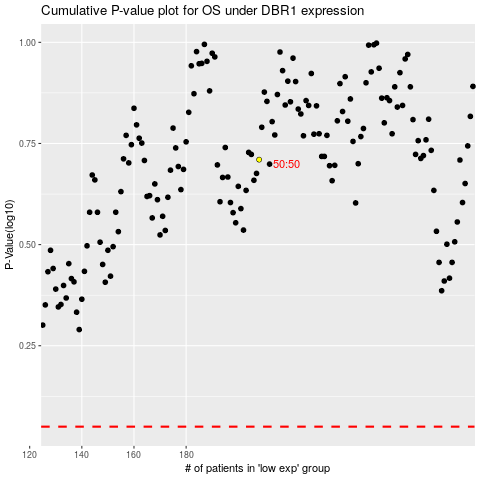 Cumulative P-value plot for OS under DBR1 expression
P-Value(log10)
1.00
0.75
0.50
0.25
50:50
120 140 160 180
# of patients in 'low exp' group